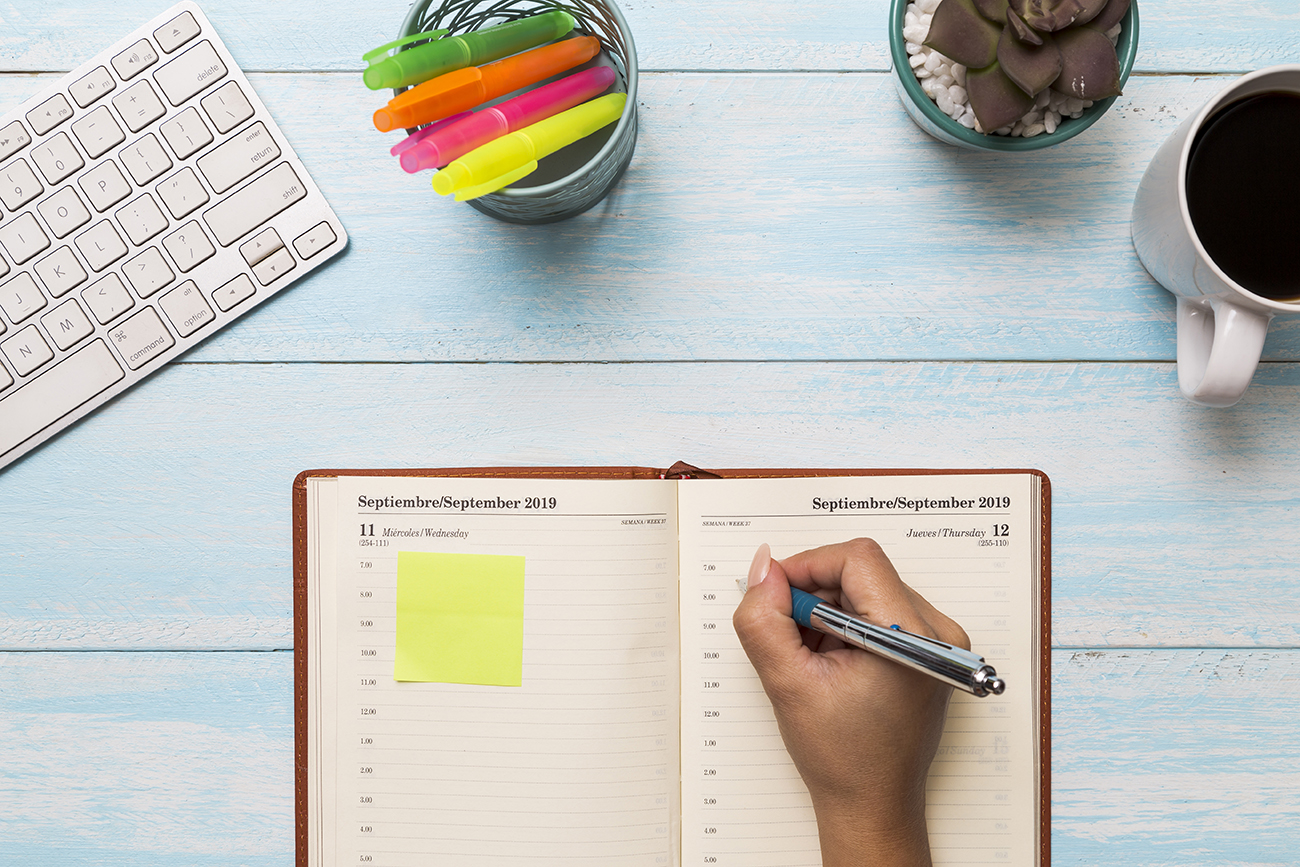 delete
enter
return
shift
9
0
P
O
I
L
K
J
M
N
alt
option
⌘
command
Septiembre/September 2019
SEMANA/WEEK 37
11 Miércoles/Wednesday
(254-111)
7.00
8.00
9.00
10.00
11.00
12.00
1.00
2.00
3.00
4.00
5.00
Septiembre/September 2019
SEMANA/WEEK 37
Jueves/Thursday 12
(255-110)
7.00
8.00
9.00
10.00
11.00
12.00
1.00
2.00
3.00
4.00
5.00